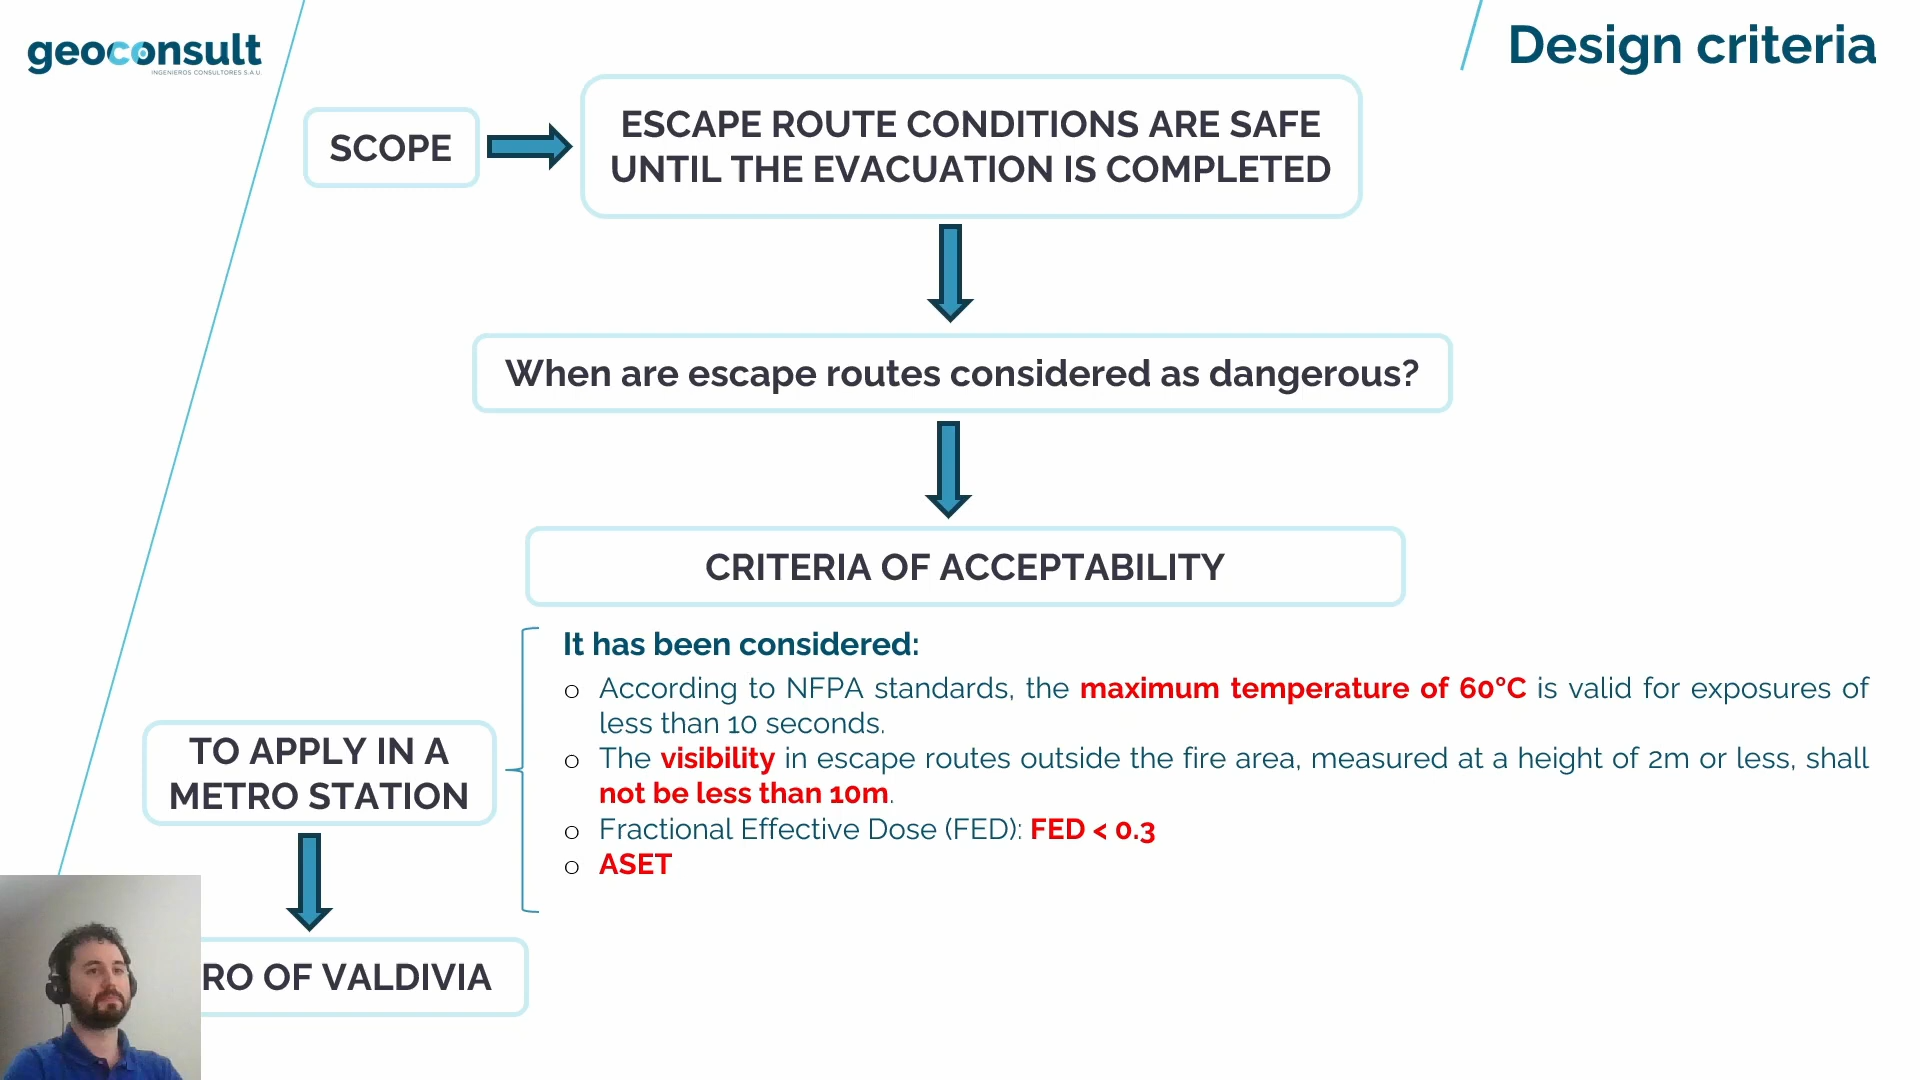 geoconsult
INGENIEROS CONSULTORES S.A.U.
Design criteria
SCOPE
ESCAPE ROUTE CONDITIONS ARE SAFE
UNTIL THE EVACUATION IS COMPLETED
When are escape routes considered as dangerous?
CRITERIA OF ACCEPTABILITY
It has been considered:
o According to NFPA standards, the maximum temperature of 60°C is valid for exposures of
less than 10 seconds.
o The visibility in escape routes outside the fire area, measured at a height of 2m or less, shall
not be less than 10m.
o Fractional Effective Dose (FED): FED < 0.3
o ASET
TO APPLY IN A
METRO STATION
RO OF VALDIVIA